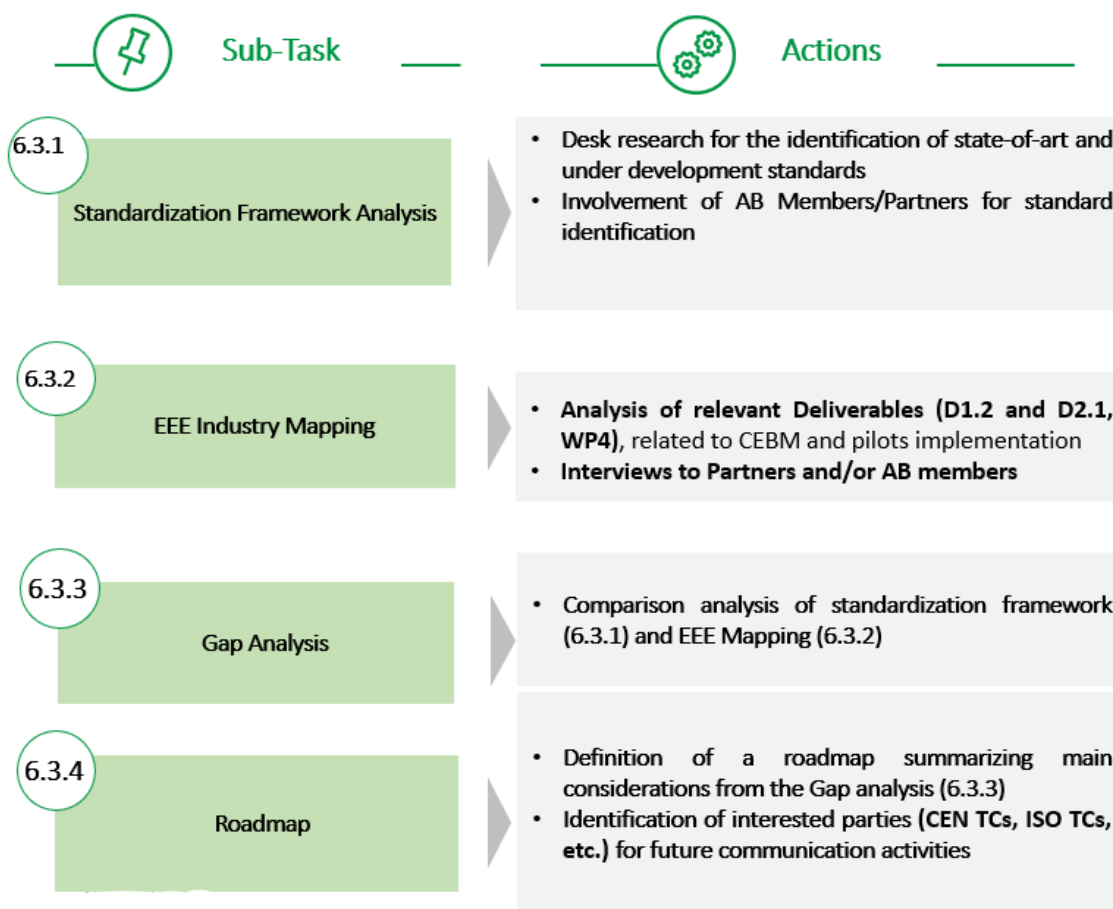 Sub-Task
Actions
6.3.1
Standardization Framework Analysis
• Desk research for the identification of state-of-art and
under development standards
• Involvement of AB Members/Partners for standard
identification
6.3.2
EEE Industry Mapping
• Analysis of relevant Deliverables (D1.2 and D2.1,
WP4), related to CEBM and pilots implementation
• Interviews to Partners and/or AB members
6.3.3
Gap Analysis
• Comparison analysis of standardization framework
(6.3.1) and EEE Mapping (6.3.2)
6.3.4
Roadmap
• Definition of a roadmap summarizing main
considerations from the Gap analysis (6.3.3)
• Identification of interested parties (CEN TCs, ISO TCs,
etc.) for future communication activities